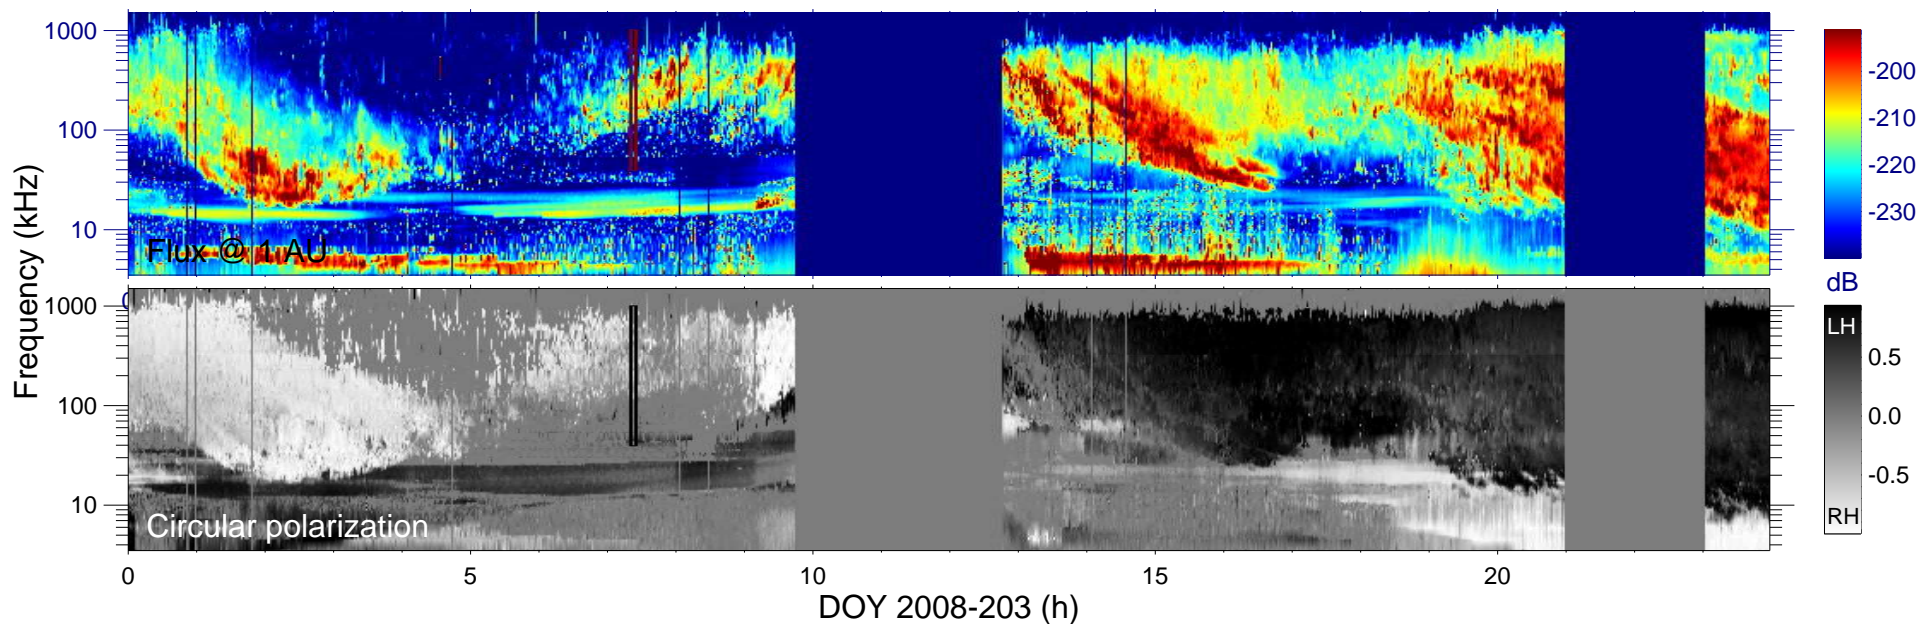 1000
100
10
Flux @ 1 AU
-200
-210
-220
-230
dB
Frequency (kHz)
0
1000
100
10
Circular polarization
LH
0.5
0.0
-0.5
RH
0
5
10
15
20
DOY 2008-203 (h)